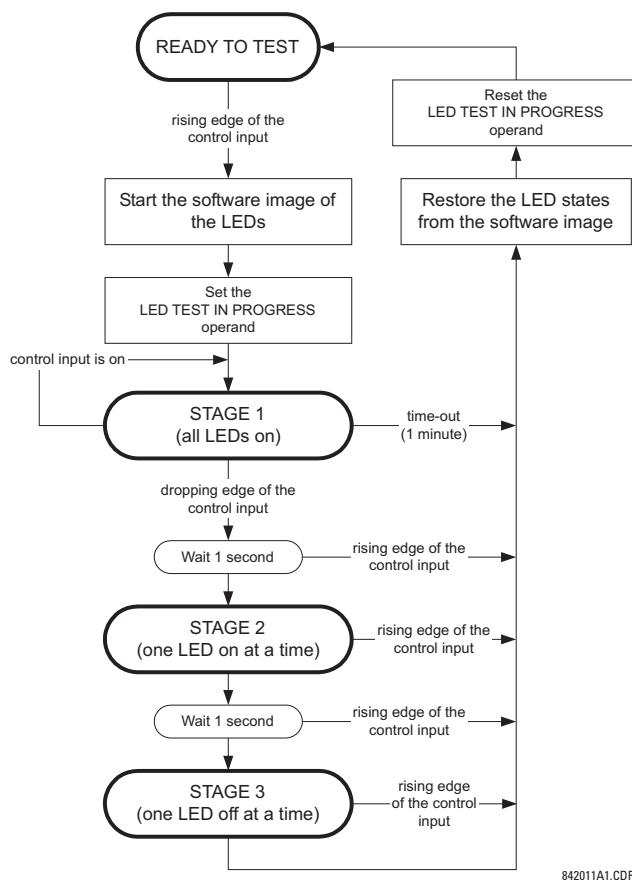 READY TO TEST
rising edge of the
control input
Start the software image of
the LEDs
Set the
LED TEST IN PROGRESS
operand
control input is on
STAGE 1
(all LEDs on)
time-out
(1 minute)
dropping edge of the
control input
Wait 1 second
rising edge of the
control input
STAGE 2
(one LED on at a time)
rising edge of the
control input
Wait 1 second
rising edge of the
control input
STAGE 3
(one LED off at a time)
rising edge
of the control
input
Reset the
LED TEST IN PROGRESS
operand
Restore the LED states
from the software image
842011A1.CDR